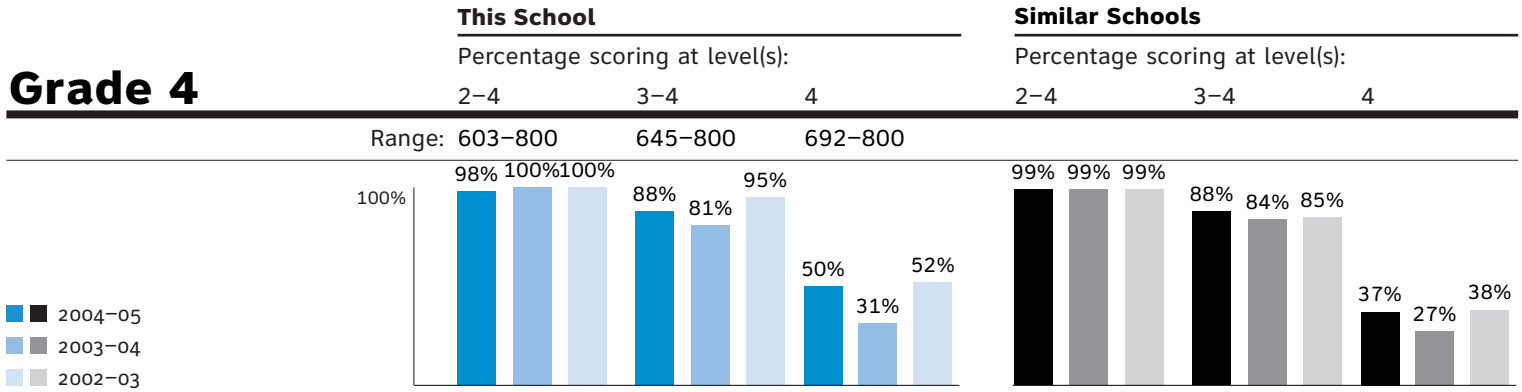 This School Similar Schools
Percentage scoring at level(s): Percentage scoring at level(s):
Grade 4
2–4 3–4 4 2–4 3–4 4
Range: 603–800 645–800 692–800
98% 100% 100% 88% 81% 95% 50% 31% 52% 99% 99% 99% 88% 84% 85% 37% 27% 38%
100%
2004–05
2003–04
2002–03